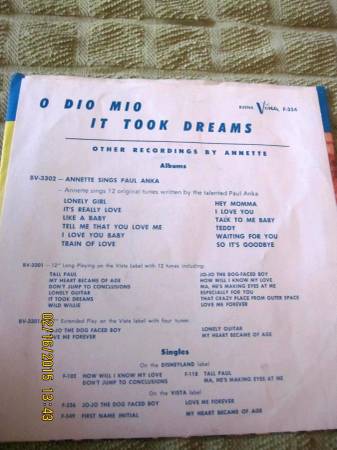 O DIO MIO
BUENA VISTA F-354
IT TOOK DREAMS
OTHER RECORDINGS BY ANNETTE
Albums
BV-3302 — ANNETTE SINGS PAUL ANKA
— Annette sings 12 original tunes written by the talented Paul Anka
LONELY GIRL HEY MOMMA
IT'S REALLY LOVE I LOVE YOU
LIKE A BABY TALK TO ME BABY
TELL ME THAT YOU LOVE ME TEDDY
I LOVE YOU BABY WAITING FOR YOU
TRAIN OF LOVE SO IT'S GOODBYE
BV-3301 — 12" Long Playing on the Vista label with 12 tunes including:
TALL PAUL JO-JO THE DOG FACED BOY
MY HEART BECAME OF AGE HOW WILL I KNOW MY LOVE
DON'T JUMP TO CONCLUSIONS MA, HE'S MAKING EYES AT ME
LONELY GUITAR ESPECIALLY FOR YOU
IT TOOK DREAMS THAT CRAZY PLACE FROM OUTER SPACE
WILD WILLIE LOVE ME FOREVER
BV-3301 Extended Play on the Vista label with four tunes:
JO THE DOG FACED BOY LONELY GUITAR
VE ME FOREVER MY HEART BECAME OF AGE
Singles
On the DISNEYLAND label
F-102 HOW WILL I KNOW MY LOVE F-118 TALL PAUL
DON'T JUMP TO CONCLUSIONS MA, HE'S MAKING EYES AT ME
On the VISTA label
F-336 JO-JO THE DOG FACED BOY LOVE ME FOREVER
F-349 FIRST NAME INITIAL MY HEART BECAME OF AGE
02/16/2015 13:43